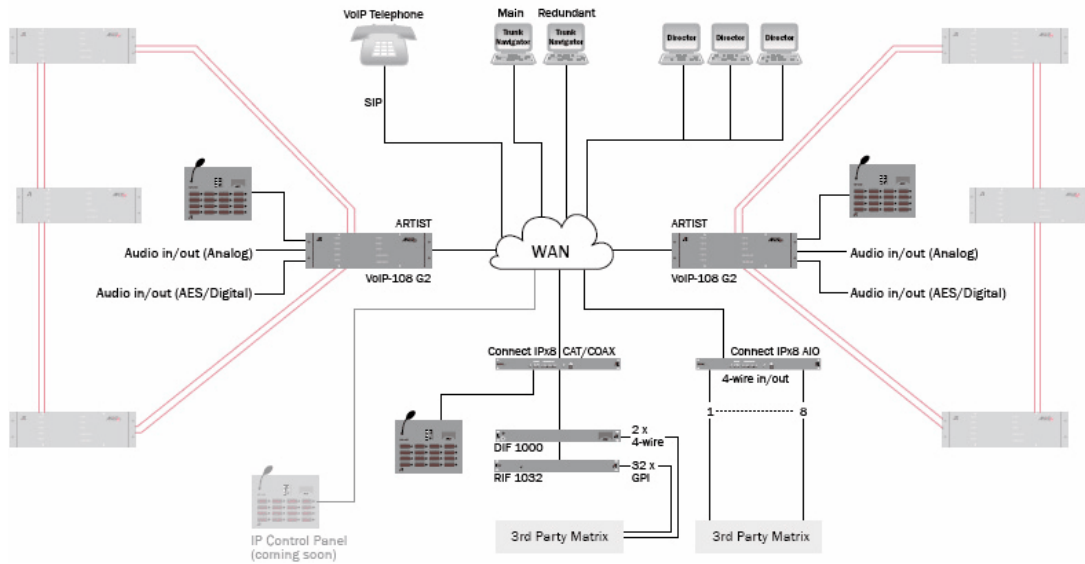 VoIP Telephone
Main
Redundant
Trunk
Navigator
Trunk
Navigator
Director
Director
Director
SIP
ARTIST
ARTIST
WAN
Audio in/out (Analog)
Audio in/out (Analog)
VoIP-108 G2
VoIP-108 G2
Audio in/out (AES/Digital)
Audio in/out (AES/Digital)
Connect IPx8 CAT/COAX
Connect IPx8 AIO
4-wire in/out
1
8
2 x
4-wire
DIF 1000
32 x
GPI
RIF 1032
IP Control Panel
(coming soon)
3rd Party Matrix
3rd Party Matrix